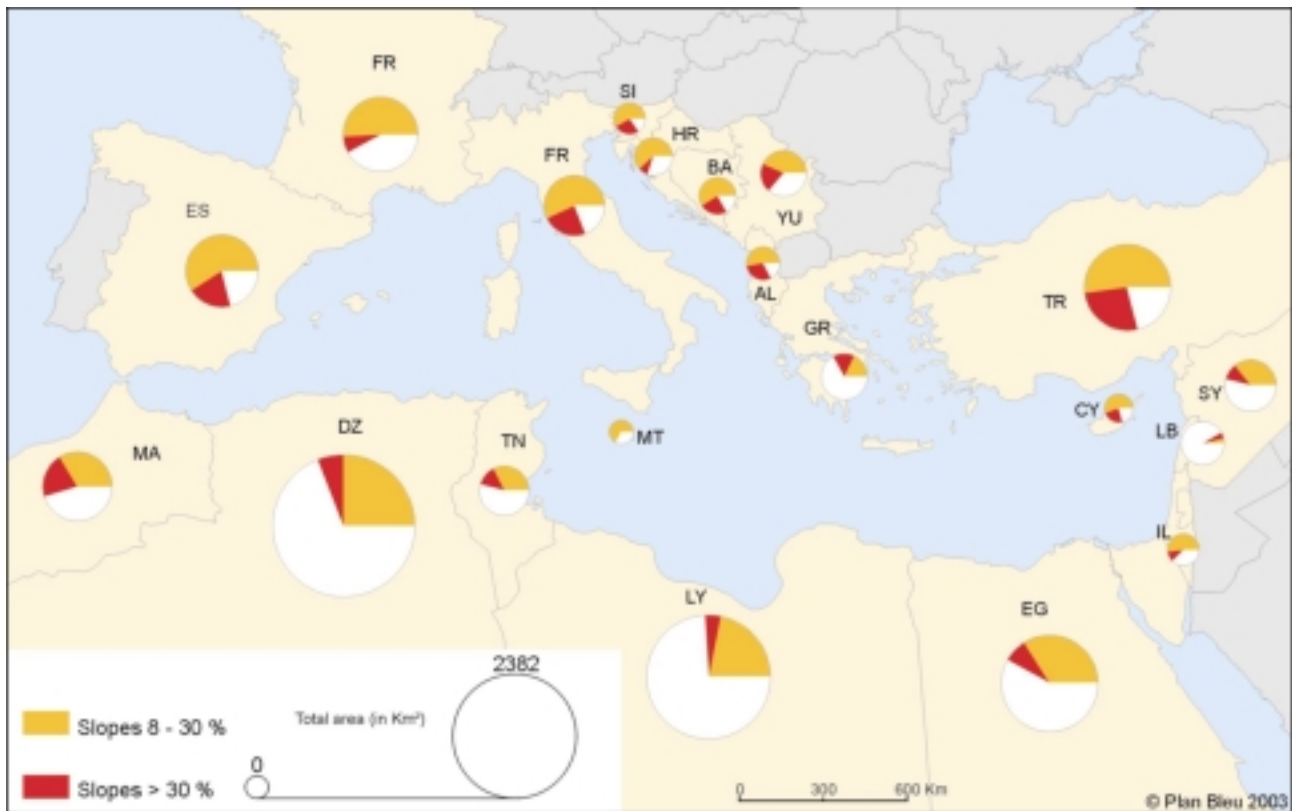 FR
SI
HR
FR
BA
ES
YU
AL
TR
GR
SY
CY
LB
DZ
TN
MT
MA
IL
LY
EG
2382
Total area (in Km²)
Slopes 8 - 30 %
0
Slopes > 30 %
0 300 600 Km
© Plan Bleu 2003